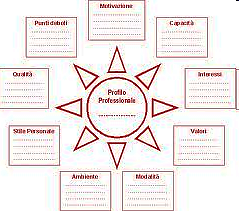 Motivazione
Punti deboli
Capacità
Qualità
Interessi
Profilo
Professionale
Stile Personale
Valori
Ambiente
Modalità